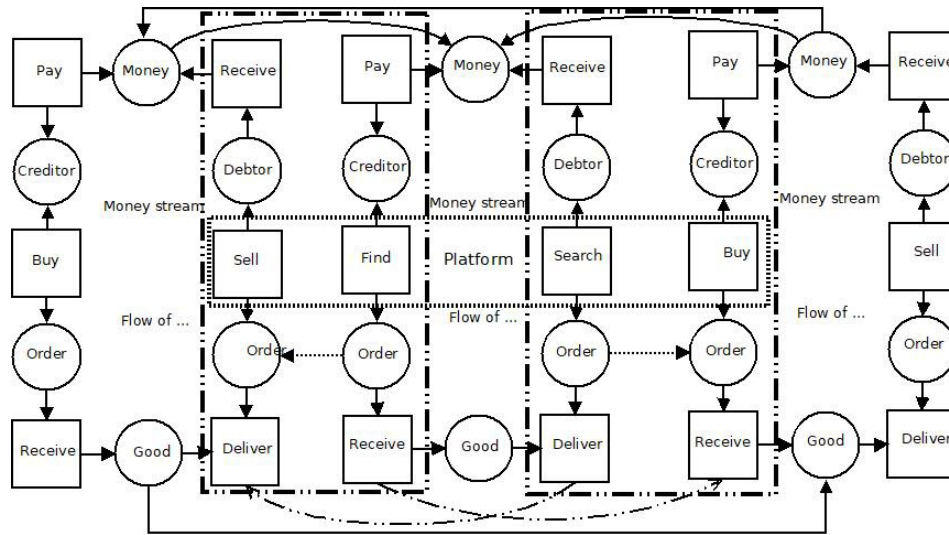 Pay
Money
Receive
Pay
Money
Receive
Pay
Money
Receive
Creditor
Debtor
Creditor
Debtor
Creditor
Debtor
Money stream
Money stream
Money stream
Buy
Sell
Find
Platform
Search
Buy
Sell
Flow of ...
Flow of ...
Flow of ...
Order
Order
Order
Order
Order
Order
Receive
Good
Deliver
Receive
Good
Deliver
Receive
Good
Deliver